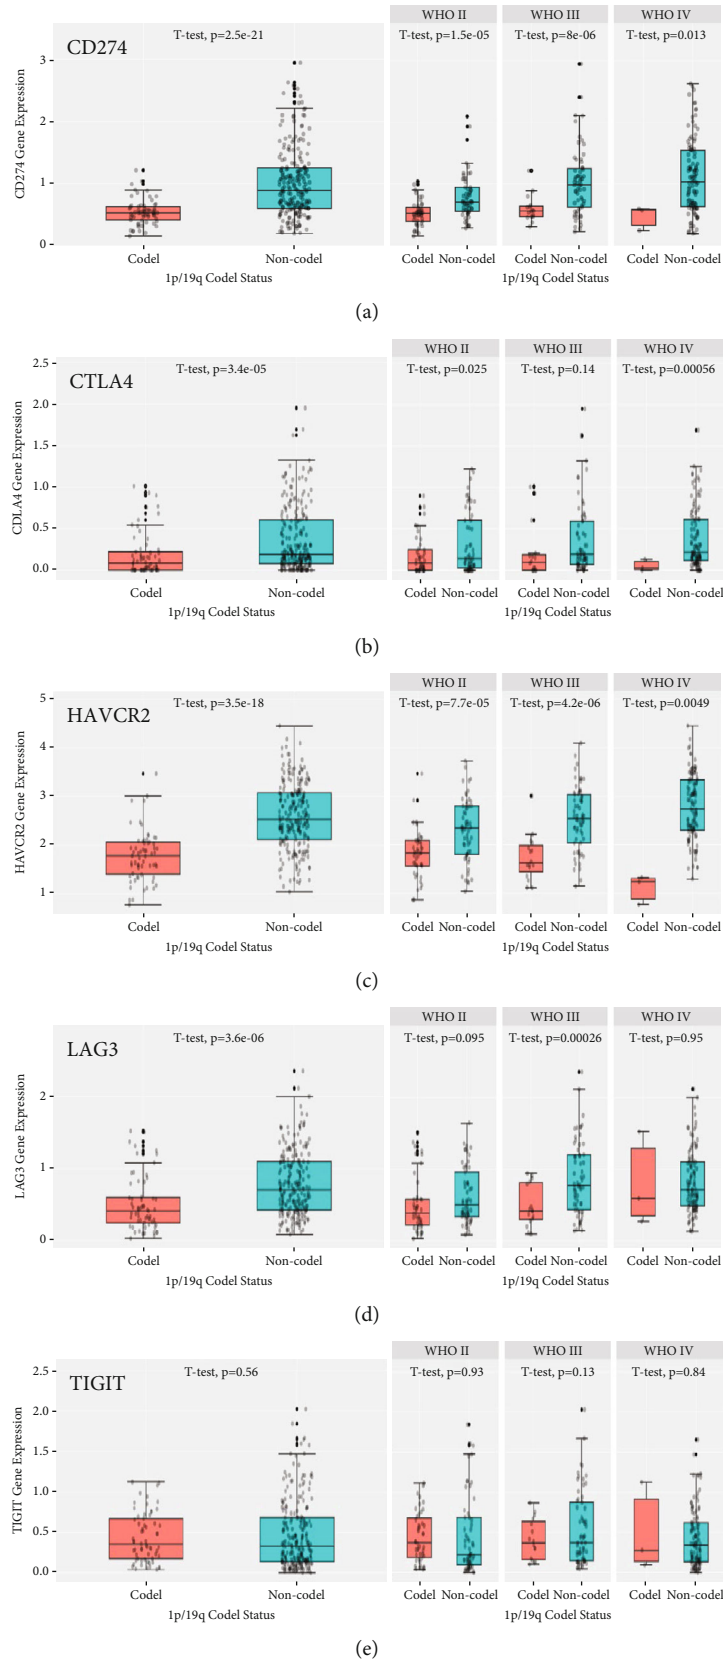 CD274
T-test, p=2.5e-21
WHO II
WHO III
WHO IV
T-test, p=1.5e-05
T-test, p=8e-06
T-test, p=0.013
CD274 Gene Expression
3
2
1
0
Codel
Non-codel
Codel Non-codel
Codel Non-codel
Codel Non-codel
1p/19q Codel Status
1p/19q Codel Status
(a)
CTLA4
T-test, p=3.4e-05
WHO II
WHO III
WHO IV
T-test, p=0.025
T-test, p=0.14
T-test, p=0.00056
CDLA4 Gene Expression
2.5
2.0
1.5
1.0
0.5
0.0
Codel
Non-codel
Codel Non-codel
Codel Non-codel
Codel Non-codel
1p/19q Codel Status
1p/19q Codel Status
(b)
HAVCR2
T-test, p=3.5e-18
WHO II
WHO III
WHO IV
T-test, p=7.7e-05
T-test, p=4.2e-06
T-test, p=0.0049
HAVCR2 Gene Expression
5
4
3
2
1
Codel
Non-codel
Codel Non-codel
Codel Non-codel
Codel Non-codel
1p/19q Codel Status
1p/19q Codel Status
(c)
LAG3
T-test, p=3.6e-06
WHO II
WHO III
WHO IV
T-test, p=0.095
T-test, p=0.00026
T-test, p=0.95
LAG3 Gene Expression
2
1
0
Codel
Non-codel
Codel Non-codel
Codel Non-codel
Codel Non-codel
1p/19q Codel Status
1p/19q Codel Status
(d)
TIGIT
T-test, p=0.56
WHO II
WHO III
WHO IV
T-test, p=0.93
T-test, p=0.13
T-test, p=0.84
TIGIT Gene Expression
2.5
2.0
1.5
1.0
0.5
0.0
Codel
Non-codel
Codel Non-codel
Codel Non-codel
Codel Non-codel
1p/19q Codel Status
1p/19q Codel Status
(e)